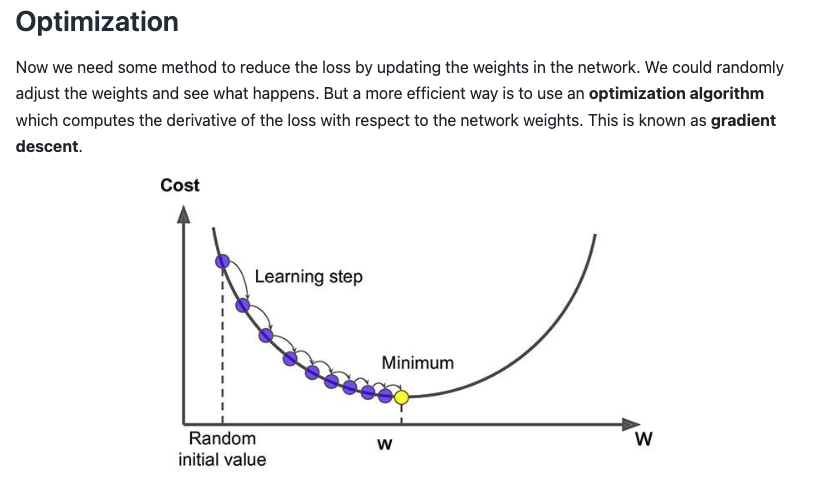 Optimization
Now we need some method to reduce the loss by updating the weights in the network. We could randomly
adjust the weights and see what happens. But a more efficient way is to use an optimization algorithm
which computes the derivative of the loss with respect to the network weights. This is known as gradient
descent.
Cost
Learning step
Minimum
Random
initial value
w
W